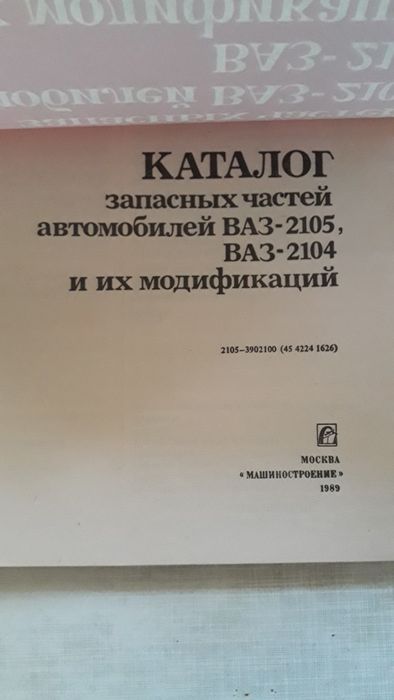 КАТАЛОГ
запасных частей
автомобилей ВАЗ-2105,
ВАЗ-2104
и их модификаций
2105–3902100 (45 4224 1626)
МОСКВА
«МАШИНОСТРОЕНИЕ»
1989